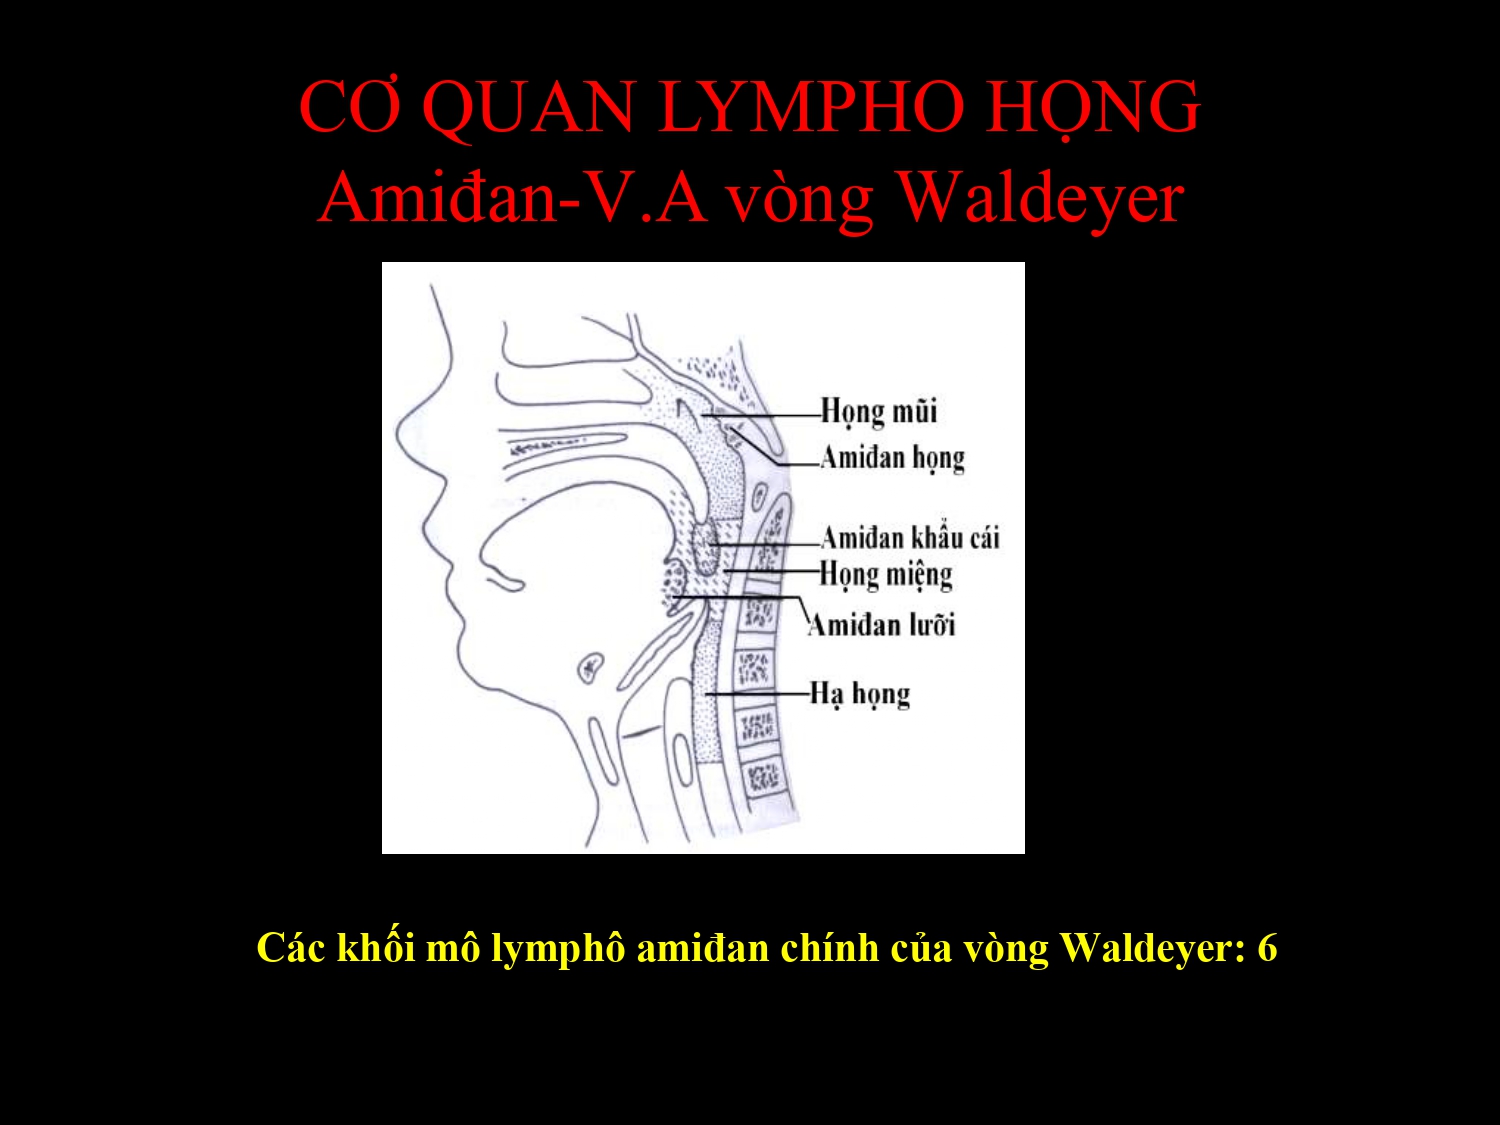 CƠ QUAN LYMPHO HỌNG
Amiđan-V.A vòng Waldeyer
Họng mũi
Amiđan họng
Amiđan khẩu cái
Họng miệng
Amiđan lưỡi
Hạ họng
Các khối mô lymphô amiđan chính của vòng Waldeyer: 6